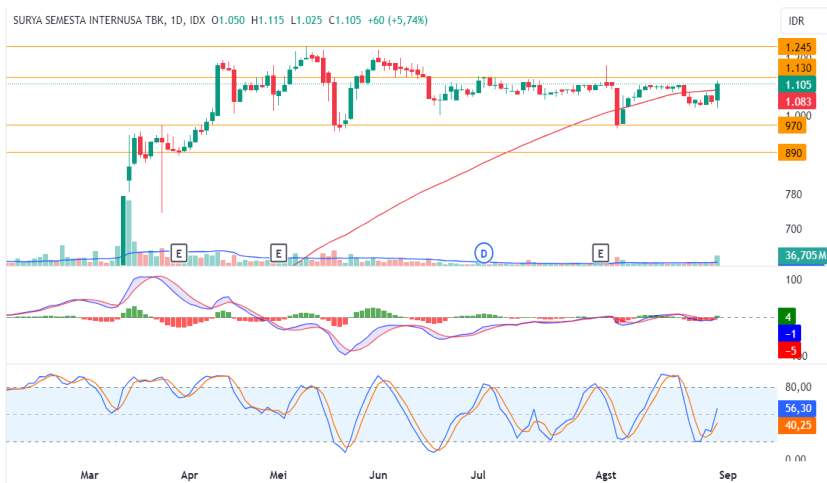 SURYA SEMESTA INTERNUSA TBK, 1D, IDX O1.050 H1.115 L1.025 C1.105 +60 (+5,74%)
IDR
1.245
1.130
1.105
1.083
1.000
970
890
780
700
E
E
D
E
36,705M
100
4
−1
−5
80,00
56,30
40,25
0.00
Mar
Apr
Mei
Jun
Jul
Agst
Sep